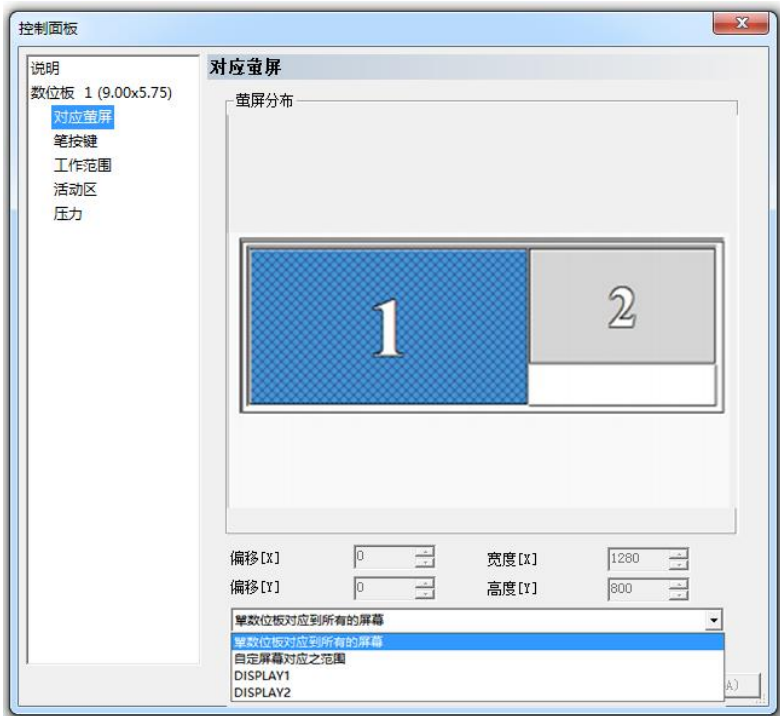 控制面板
X
说明
数位板 1 (9.00x5.75)
对应萤屏
笔按键
工作范围
活动区
压力
对应萤屏
萤屏分布
1
2
偏移[X] 0 宽度[X] 1280
偏移[Y] 0 高度[Y] 800
單数位板对应到所有的屏幕
單数位板对应到所有的屏幕
自定屏幕对应之范围
DISPLAY1
DISPLAY2
A)